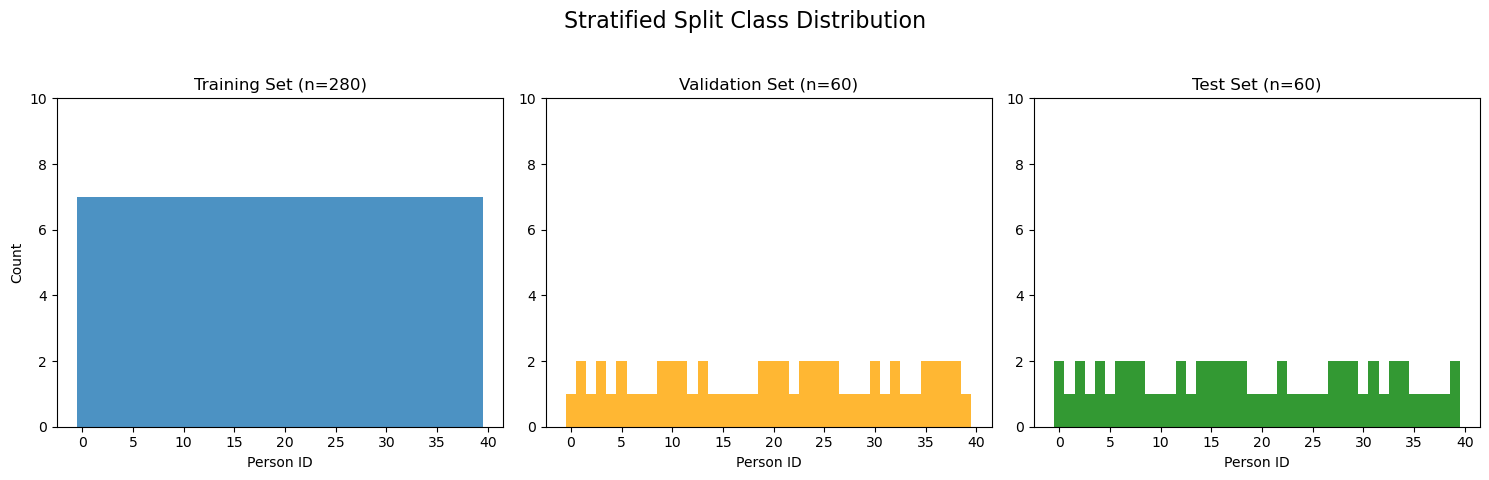 Stratified Split Class Distribution
Training Set (n=280)
Validation Set (n=60)
Test Set (n=60)
Count
10
8
6
4
2
0
0 5 10 15 20 25 30 35 40
Person ID
10
8
6
4
2
0
0 5 10 15 20 25 30 35 40
Person ID
10
8
6
4
2
0
0 5 10 15 20 25 30 35 40
Person ID